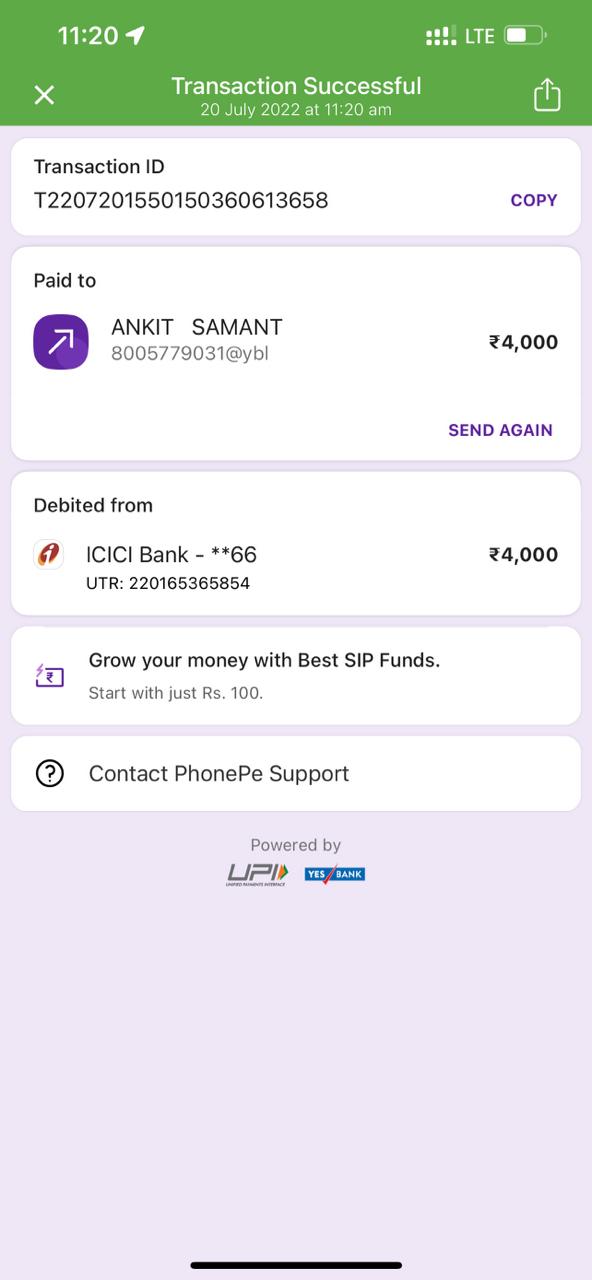 11:20
LTE
Transaction Successful
20 July 2022 at 11:20 am
Transaction ID
T2207201550150360613658
COPY
Paid to
ANKIT SAMANT
8005779031@ybl
₹4,000
SEND AGAIN
Debited from
ICICI Bank - **66
₹4,000
UTR: 220165365854
Grow your money with Best SIP Funds.
Start with just Rs. 100.
Contact PhonePe Support
Powered by
UPI
UNIFIED PAYMENTS INTERFACE
YES BANK